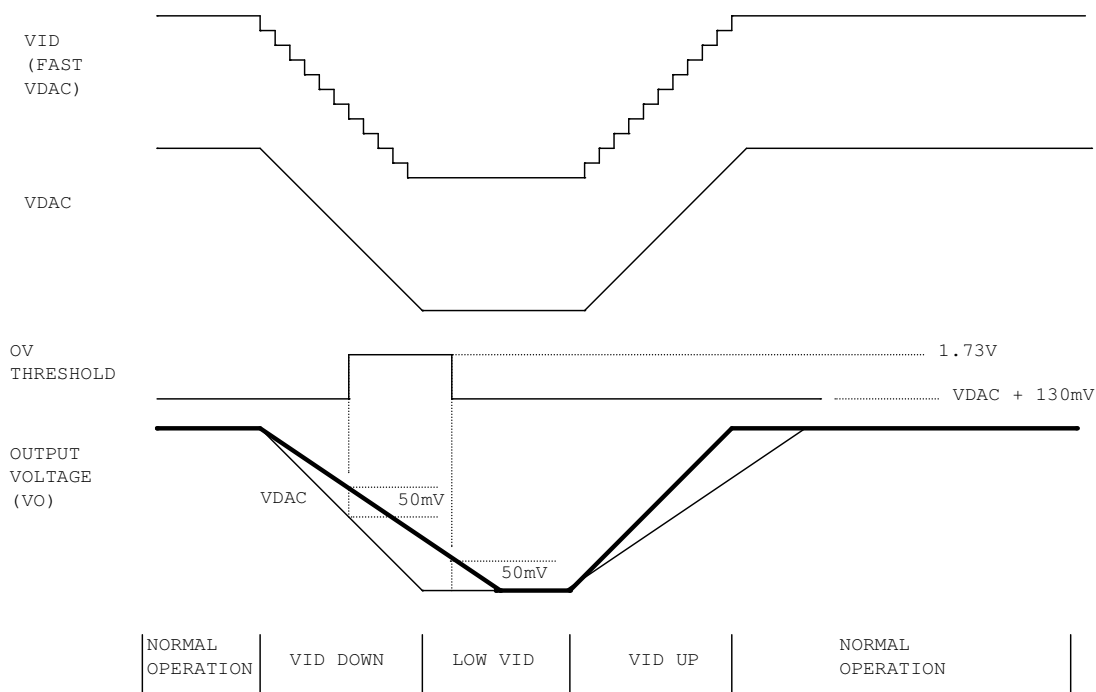 VID
(FAST
VDAC)
VDAC
OV
THRESHOLD
1.73V
VDAC + 130mV
OUTPUT
VOLTAGE
(VO)
VDAC
50mV
50mV
NORMAL
OPERATION
VID DOWN
LOW VID
VID UP
NORMAL
OPERATION